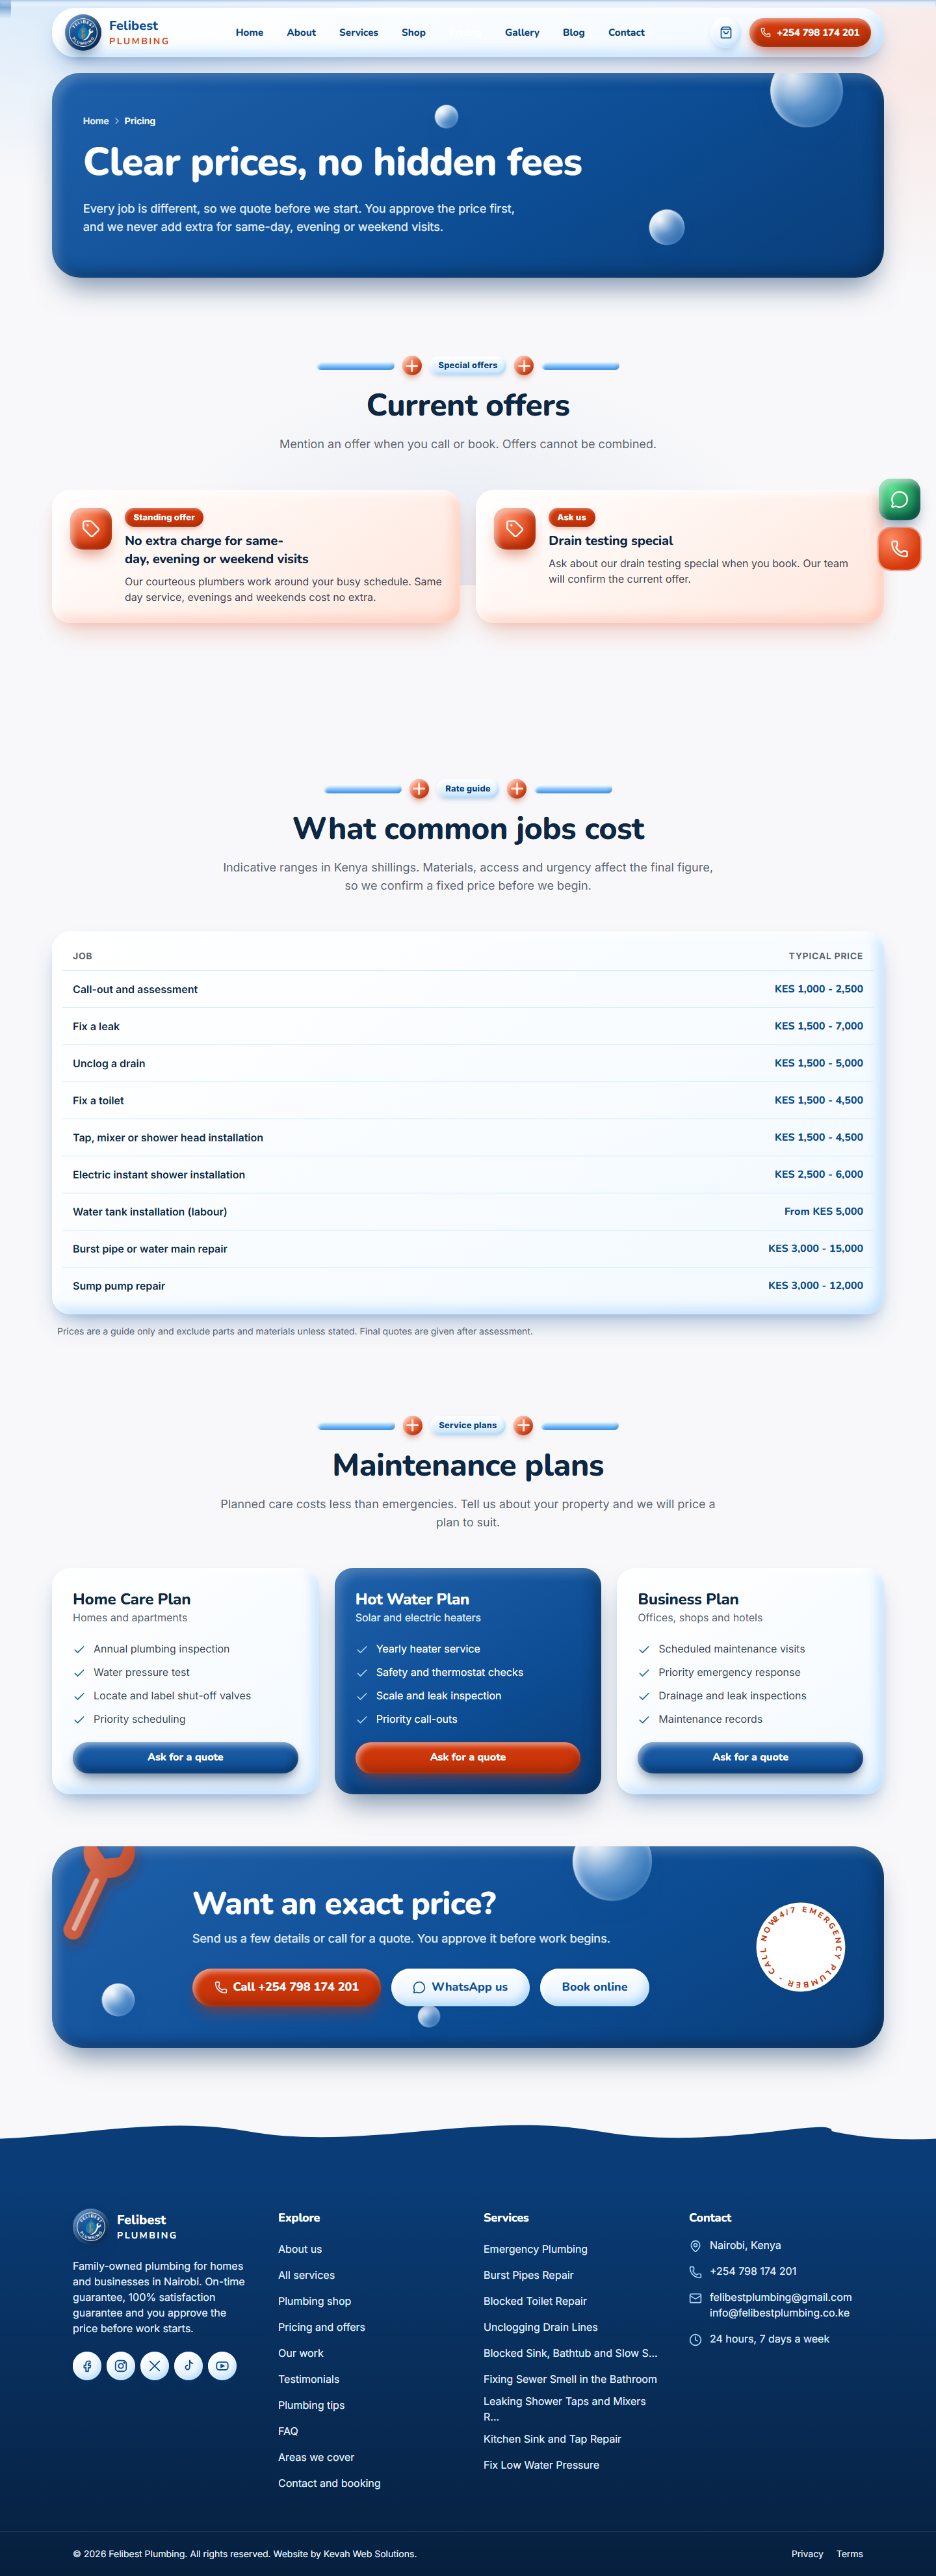 Felibest
PLUMBING
Home
About
Services
Shop
Gallery
Blog
Contact
+254 798 174 201
Home > Pricing
Clear prices, no hidden fees
Every job is different, so we quote before we start. You approve the price first,
and we never add extra for same-day, evening or weekend visits.
Special offers
Current offers
Mention an offer when you call or book. Offers cannot be combined.
Standing offer
No extra charge for same-
day, evening or weekend visits
Our courteous plumbers work around your busy schedule. Same
day service, evenings and weekends cost no extra.
Ask us
Drain testing special
Ask about our drain testing special when you book. Our team
will confirm the current offer.
Rate guide
What common jobs cost
Indicative ranges in Kenya shillings. Materials, access and urgency affect the final figure,
so we confirm a fixed price before we begin.
JOB TYPICAL PRICE
Call-out and assessment KES 1,000 - 2,500
Fix a leak KES 1,500 - 7,000
Unclog a drain KES 1,500 - 5,000
Fix a toilet KES 1,500 - 4,500
Tap, mixer or shower head installation KES 1,500 - 4,500
Electric instant shower installation KES 2,500 - 6,000
Water tank installation (labour) From KES 5,000
Burst pipe or water main repair KES 3,000 - 15,000
Sump pump repair KES 3,000 - 12,000
Prices are a guide only and exclude parts and materials unless stated. Final quotes are given after assessment.
Service plans
Maintenance plans
Planned care costs less than emergencies. Tell us about your property and we will price a
plan to suit.
Home Care Plan
Homes and apartments
Annual plumbing inspection
Water pressure test
Locate and label shut-off valves
Priority scheduling
Ask for a quote
Hot Water Plan
Solar and electric heaters
Yearly heater service
Safety and thermostat checks
Scale and leak inspection
Priority call-outs
Ask for a quote
Business Plan
Offices, shops and hotels
Scheduled maintenance visits
Priority emergency response
Drainage and leak inspections
Maintenance records
Ask for a quote
Want an exact price?
Send us a few details or call for a quote. You approve it before work begins.
Call +254 798 174 201
WhatsApp us
Book online
24/7 EMERGENCY PLUMBER - CALL NOW
Felibest
PLUMBING
Family-owned plumbing for homes
and businesses in Nairobi. On-time
guarantee, 100% satisfaction
guarantee and you approve the
price before work starts.
Explore
About us
All services
Plumbing shop
Pricing and offers
Our work
Testimonials
Plumbing tips
FAQ
Areas we cover
Contact and booking
Services
Emergency Plumbing
Burst Pipes Repair
Blocked Toilet Repair
Unclogging Drain Lines
Blocked Sink, Bathtub and Slow S...
Fixing Sewer Smell in the Bathroom
Leaking Shower Taps and Mixers
R...
Kitchen Sink and Tap Repair
Fix Low Water Pressure
Contact
Nairobi, Kenya
+254 798 174 201
felibestplumbing@gmail.com
info@felibestplumbing.co.ke
24 hours, 7 days a week
© 2026 Felibest Plumbing. All rights reserved. Website by Kevah Web Solutions.
Privacy
Terms